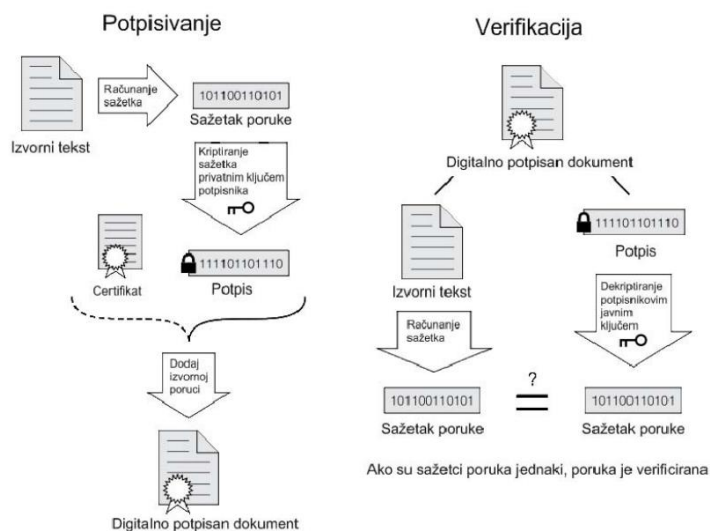 Potpisivanje
Izvorni tekst
Računanje
sažetka
101100110101
Sažetak poruke
Kriptiranje
sažetka
privatnim ključem
potpisnika
Certifikat
111101101110
Potpis
Dodaj
izvornoj
poruci
Digitalno potpisan dokument
Verifikacija
Digitalno potpisan dokument
Izvorni tekst
111101101110
Potpis
Računanje
sažetka
Dekriptiranje
potpisnikovim
javnim
ključem
101100110101
Sažetak poruke
?
=
101100110101
Sažetak poruke
Ako su sažetci poruka jednaki, poruka je verificirana